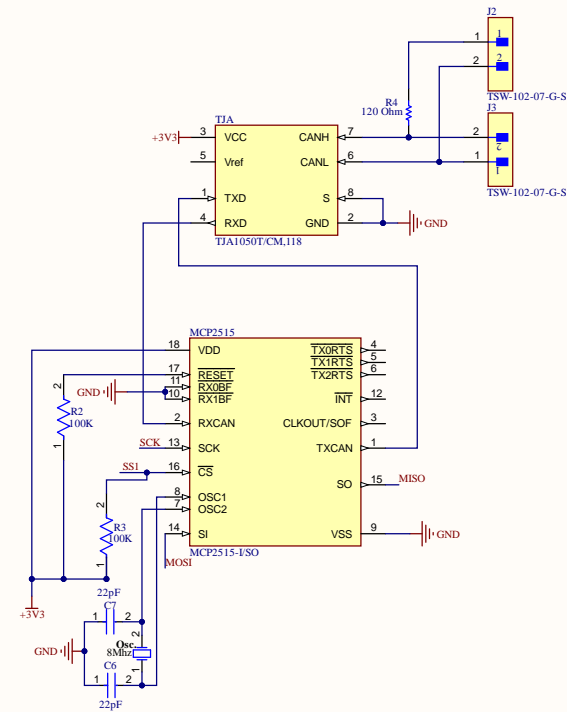 J2
1 1
2 2
TSW-102-07-G-S
J3
2 2
1 1
TSW-102-07-G-S
R4
120 Ohm
TJA
+3V3 3 VCC CANH 7
5 Vref CANL 6
1 TXD S 8
4 RXD GND 2 GND
TJA1050T/CM,118
MCP2515
18 VDD TX0RTS 4
TX1RTS 5
17 RESET TX2RTS 6
GND 11 RX0BF
10 RX1BF INT 12
2 RXCAN CLKOUT/SOF 3
SCK 13 SCK TXCAN 1
SS1 16 CS SO 15 MISO
8 OSC1
7 OSC2
14 SI VSS 9 GND
MCP2515-I/SO
MOSI
2
R2
100K
1
2
R3
100K
1
+3V3
22pF
C7
1 2
GND
Osc.
8Mhz
2
1
C6
1 2
22pF